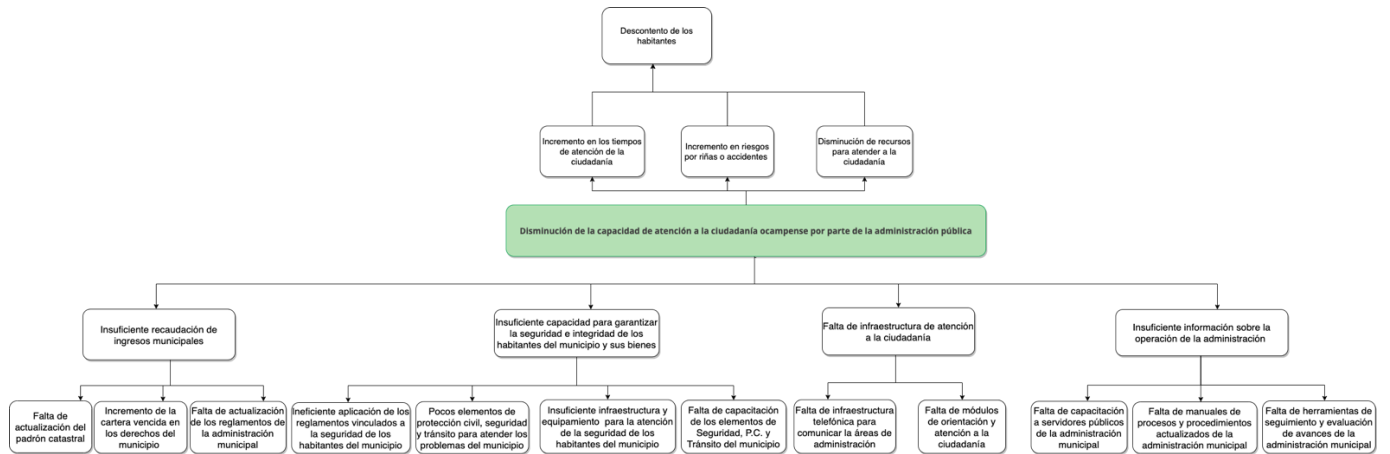 Descontento de los
habitantes
Incremento en los tiempos
de atención de la
ciudadanía
Incremento en riesgos
por riñas o accidentes
Disminución de recursos
para atender a la
ciudadanía
Disminución de la capacidad de atención a la ciudadanía ocampense por parte de la administración pública
Insuficiente recaudación de
ingresos municipales
Insuficiente capacidad para garantizar
la seguridad e integridad de los
habitantes del municipio y sus bienes
Falta de infraestructura de atención
a la ciudadanía
Insuficiente información sobre la
operación de la administración
Falta de
actualización del
padrón catastral
Incremento de la
cartera vencida en
los derechos del
municipio
Falta de actualización
de los reglamentos de
la administración
municipal
Ineficiente aplicación de los
reglamentos vinculados a
la seguridad de los
habitantes del municipio
Pocos elementos de
protección civil, seguridad
y tránsito para atender los
problemas del municipio
Insuficiente infraestructura y
equipamiento para la atención
de la seguridad de los
habitantes del municipio
Falta de capacitación
de los elementos de
Seguridad, P.C. y
Trànsito del municipio
Falta de infraestructura
telefónica para
comunicar la áreas de
administración
Falta de módulos
de orientación y
atención a la
ciudadanía
Falta de capacitación
a servidores públicos
de la administración
municipal
Falta de manuales de
procesos y procedimientos
actualizados de la
administración municipal
Falta de herramientas de
seguimiento y evaluación
de avances de la
administración municipal